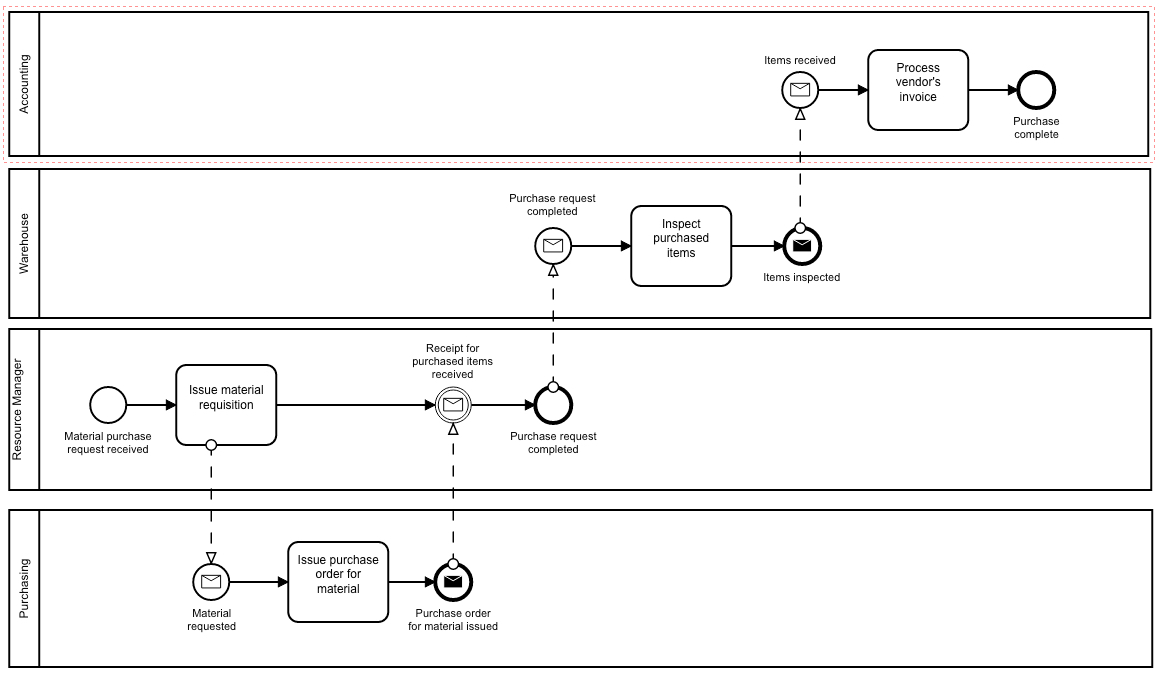 Accounting
Items received
Process
vendor's
invoice
Purchase
complete
Warehouse
Purchase request
completed
Inspect
purchased
items
Items inspected
Resource Manager
Material purchase
request received
Issue material
requisition
Receipt for
purchased items
received
Purchase request
completed
Purchasing
Material
requested
Issue purchase
order for
material
Purchase order
for material issued